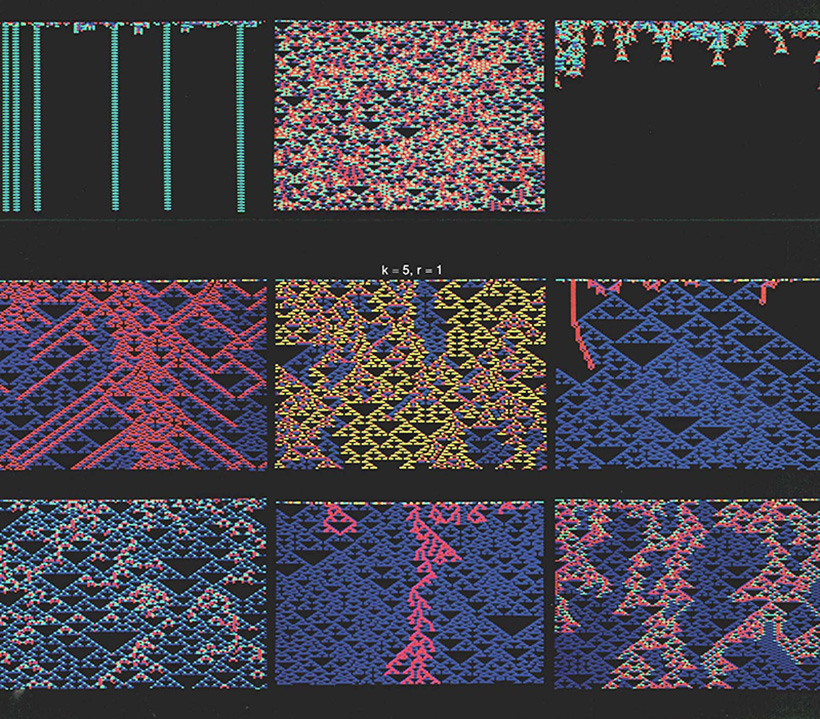 k = 5, r = 1